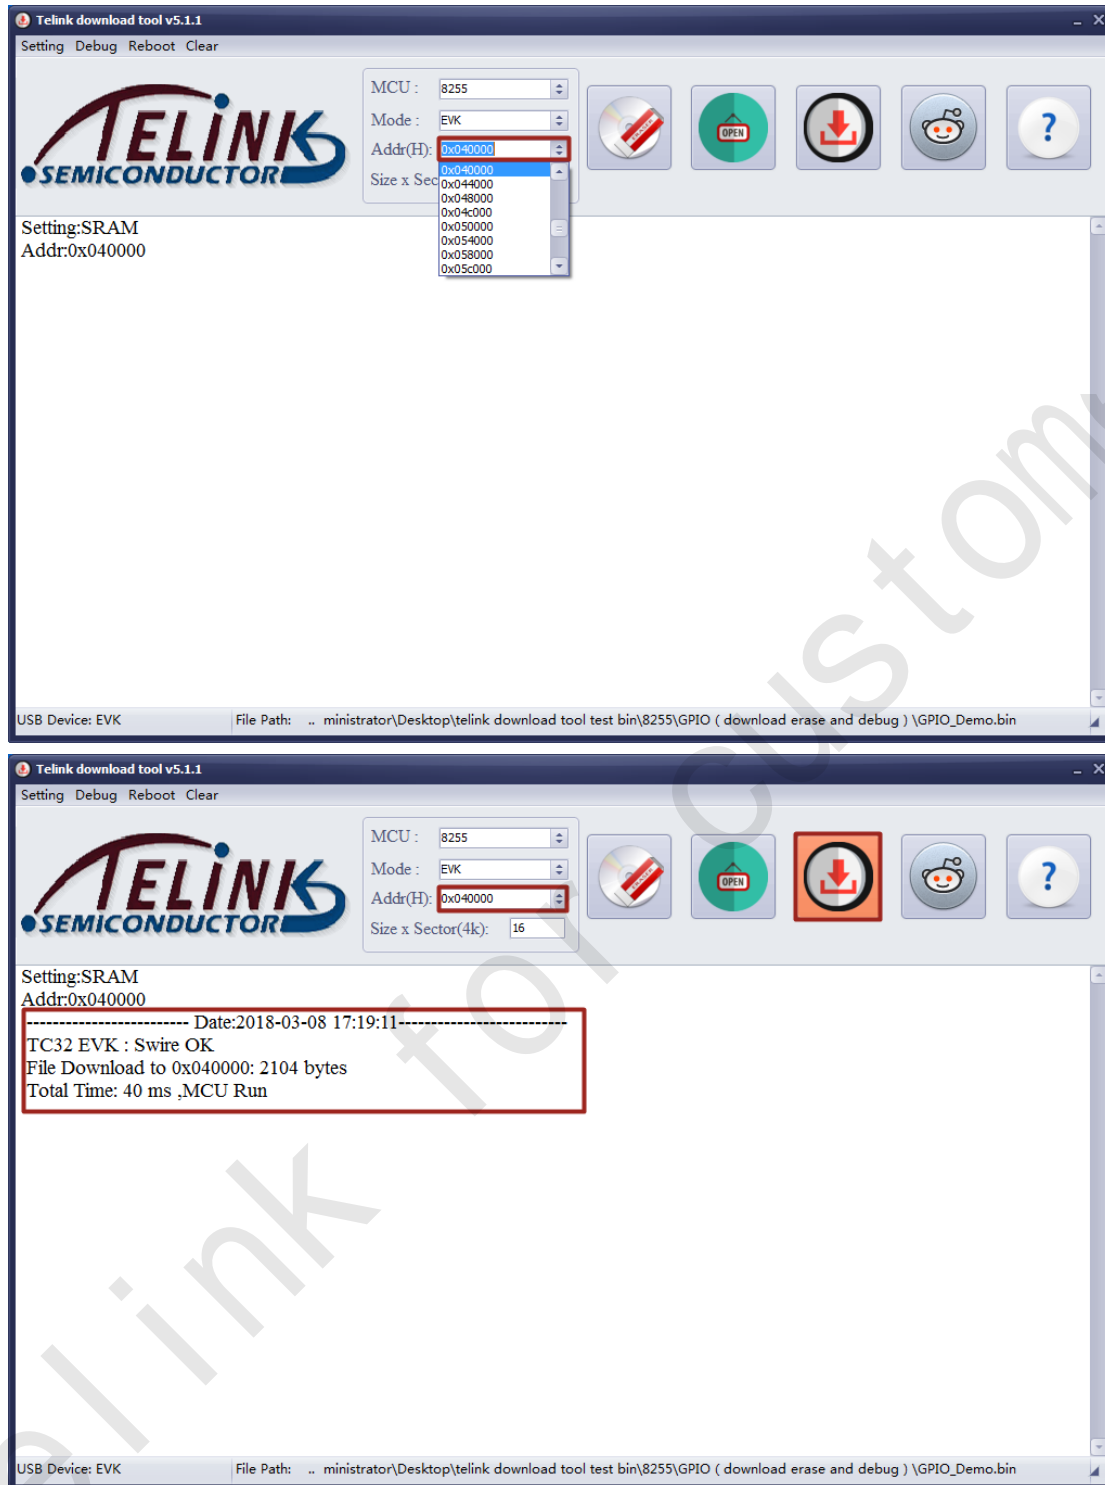 Telink download tool v5.1.1
Setting Debug Reboot Clear
TELINK
SEMICONDUCTOR
MCU : 8255
Mode : EVK
Addr(H): 0x040000
Size x Sec
0x040000
0x044000
0x048000
0x04c000
0x050000
0x054000
0x058000
0x05c000
OPEN
?
Setting:SRAM
Addr:0x040000
USB Device: EVK File Path: .. ministrator\Desktop\telink download tool test bin\8255\GPIO ( download erase and debug ) \GPIO_Demo.bin
Telink download tool v5.1.1
Setting Debug Reboot Clear
TELINK
SEMICONDUCTOR
MCU : 8255
Mode : EVK
Addr(H): 0x040000
Size x Sector(4k): 16
OPEN
?
Setting:SRAM
Addr:0x040000
------------------------- Date:2018-03-08 17:19:11--------------------------
TC32 EVK : Swire OK
File Download to 0x040000: 2104 bytes
Total Time: 40 ms ,MCU Run
USB Device: EVK File Path: .. ministrator\Desktop\telink download tool test bin\8255\GPIO ( download erase and debug ) \GPIO_Demo.bin
elink for custom